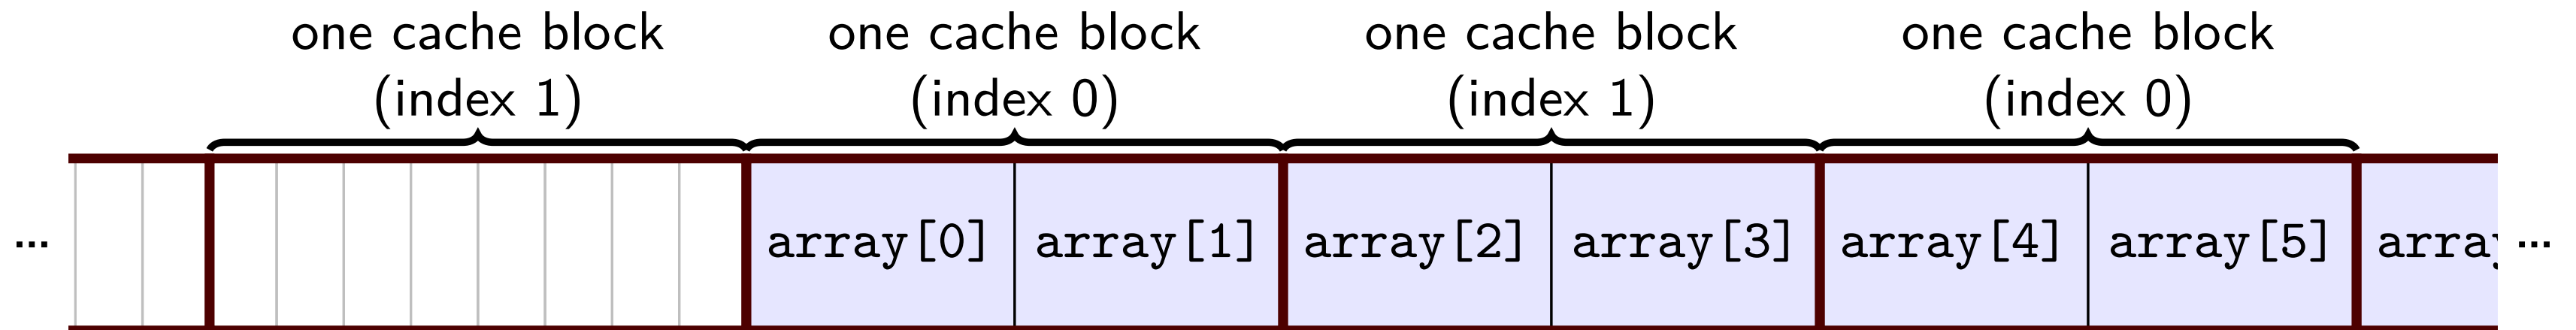 one cache block one cache block one cache block one cache block
(index 1) (index 0) (index 1) (index 0)
... array[0] array[1] array[2] array[3] array[4] array[5] array ...